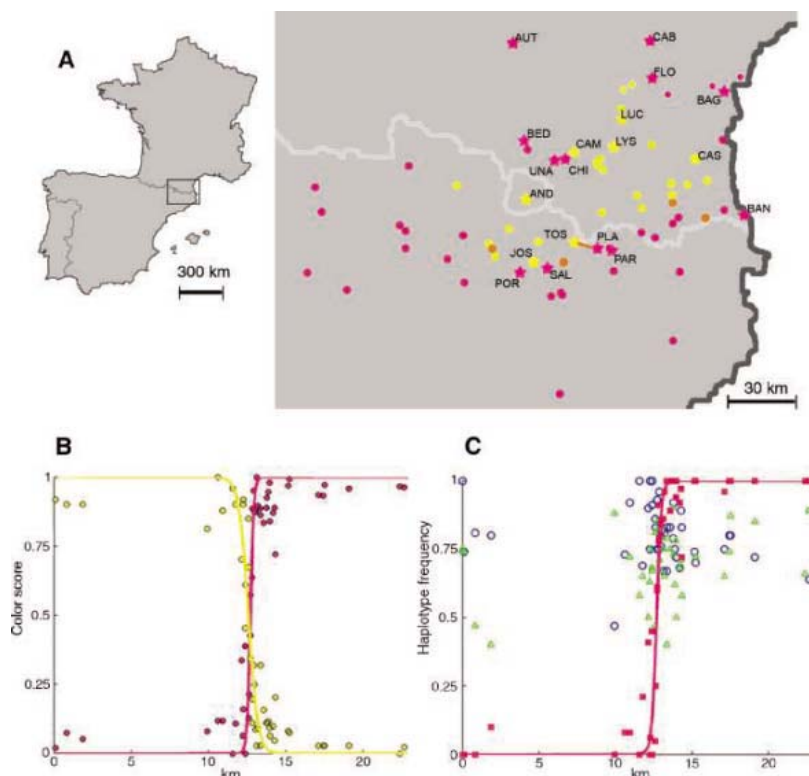 A
300 km
AUT
CAB
FLO
BAG
LUC
BED
CAM
LYS
UNA
CHI
CAS
AND
BAN
TOS
PLA
JOS
PAR
POR
SAL
30 km
B
Color score
1
0.75
0.5
0.25
0
0 5 10 15 20
km
C
Haplotype frequency
1
0.75
0.5
0.25
0
0 5 10 15 20
km